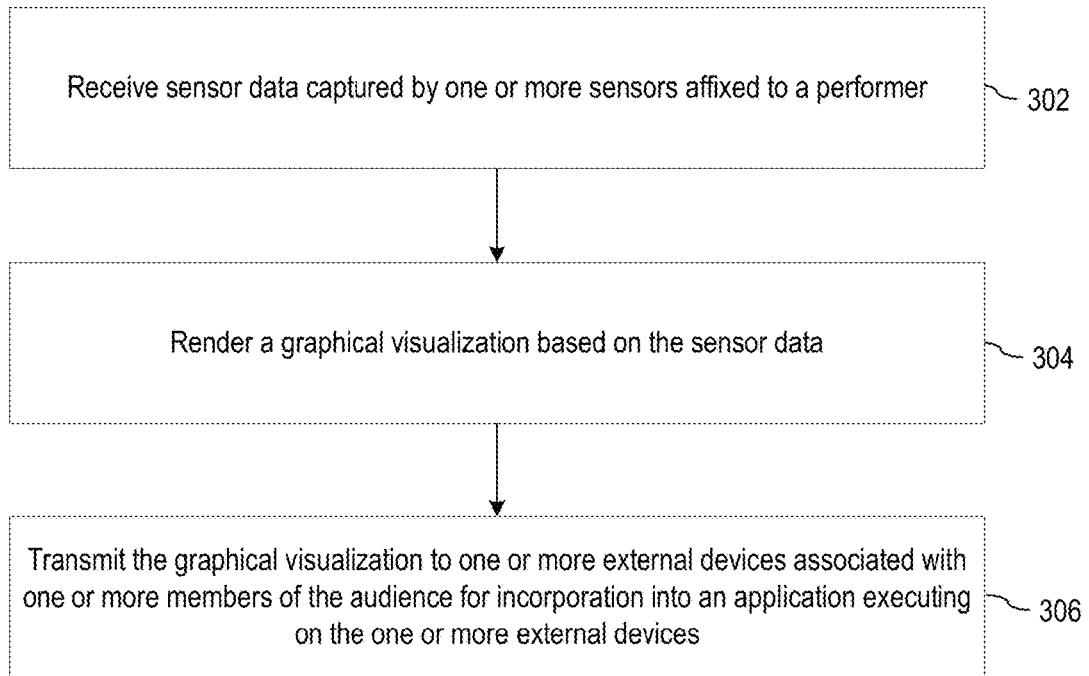 Receive sensor data captured by one or more sensors affixed to a performer
302
Render a graphical visualization based on the sensor data
304
Transmit the graphical visualization to one or more external devices associated with
one or more members of the audience for incorporation into an application executing
on the one or more external devices
306